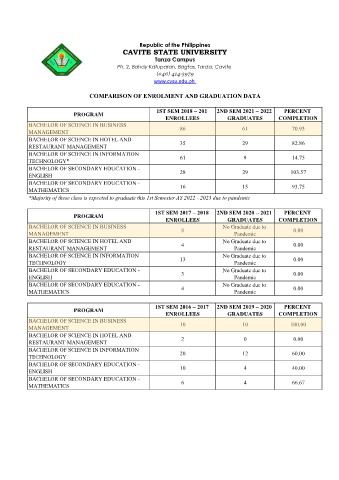 Republic of the Philippines
CAVITE STATE UNIVERSITY
Tanza Campus
Ph. 2, Bahay Katuparan, Bagtas, Tanza, Cavite
(046) 414-3979
www.cvsu.edu.ph
COMPARISON OF ENROLMENT AND GRADUATION DATA
PROGRAM 1ST SEM 2018 – 201 ENROLLEES 2ND SEM 2021 – 2022 GRADUATES PERCENT COMPLETION
BACHELOR OF SCIENCE IN BUSINESS MANAGEMENT 86 61 70.93
BACHELOR OF SCIENCE IN HOTEL AND RESTAURANT MANAGEMENT 35 29 82.86
BACHELOR OF SCIENCE IN INFORMATION TECHNOLOGY* 61 9 14.75
BACHELOR OF SECONDARY EDUCATION - ENGLISH 28 29 103.57
BACHELOR OF SECONDARY EDUCATION - MATHEMATICS 16 15 93.75
*Majority of these class is expected to graduate this 1st Semester AY 2022 - 2023 due to pandemic
PROGRAM 1ST SEM 2017 – 2018 ENROLLEES 2ND SEM 2020 – 2021 GRADUATES PERCENT COMPLETION
BACHELOR OF SCIENCE IN BUSINESS MANAGEMENT No Graduate due to Pandemic 0.00
BACHELOR OF SCIENCE IN HOTEL AND RESTAURANT MANAGEMENT 4 No Graduate due to Pandemic 0.00
BACHELOR OF SCIENCE IN INFORMATION TECHNOLOGY 13 No Graduate due to Pandemic 0.00
BACHELOR OF SECONDARY EDUCATION - ENGLISH 3 No Graduate due to Pandemic 0.00
BACHELOR OF SECONDARY EDUCATION - MATHEMATICS 4 No Graduate due to Pandemic 0.00
PROGRAM 1ST SEM 2016 – 2017 ENROLLEES 2ND SEM 2019 – 2020 GRADUATES PERCENT COMPLETION
BACHELOR OF SCIENCE IN BUSINESS MANAGEMENT 10 10 100.00
BACHELOR OF SCIENCE IN HOTEL AND RESTAURANT MANAGEMENT 2 0 0.00
BACHELOR OF SCIENCE IN INFORMATION TECHNOLOGY 20 12 60.00
BACHELOR OF SECONDARY EDUCATION - ENGLISH 10 4 40.00
BACHELOR OF SECONDARY EDUCATION - MATHEMATICS 6 4 66.67